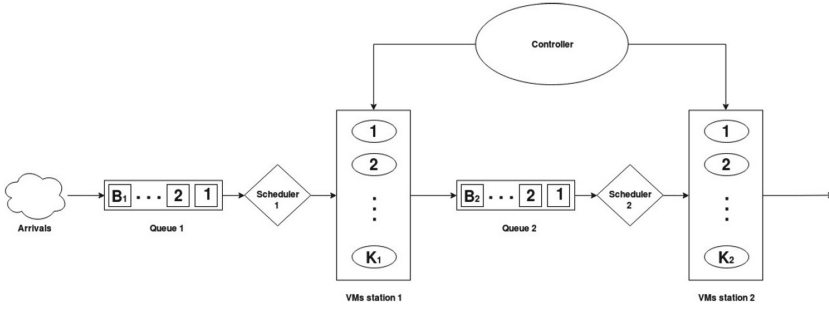 Controller
1
2
⋮
K₁
1
2
⋮
K₂
B₁ ... 2 1
Scheduler
1
B₂ ... 2 1
Scheduler
2
Arrivals
Queue 1
Queue 2
VMs station 1
VMs station 2